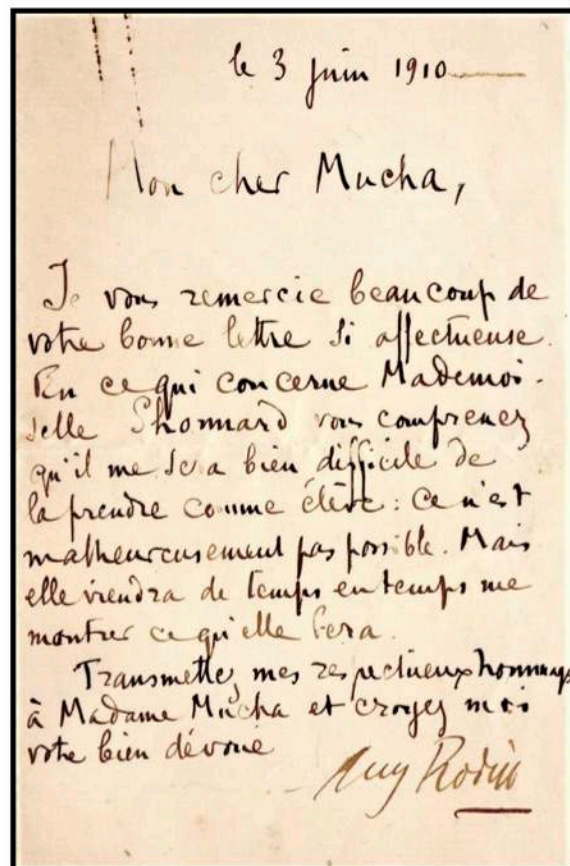 le 3 juin 1910
Mon cher Mucha,
Je vous remercie beaucoup de
votre bonne lettre si affectueuse.
En ce qui concerne Mademoi-
selle Shonnard vous comprenez
qu'il me sera bien difficile de
la prendre comme élève : ce n'est
malheureusement pas possible. Mais
elle viendra de temps en temps me
montrer ce qu'elle fera.
Transmettez mes respectueux hommages
à Madame Mucha et croyez moi
votre bien dévoué
Aug Rodin